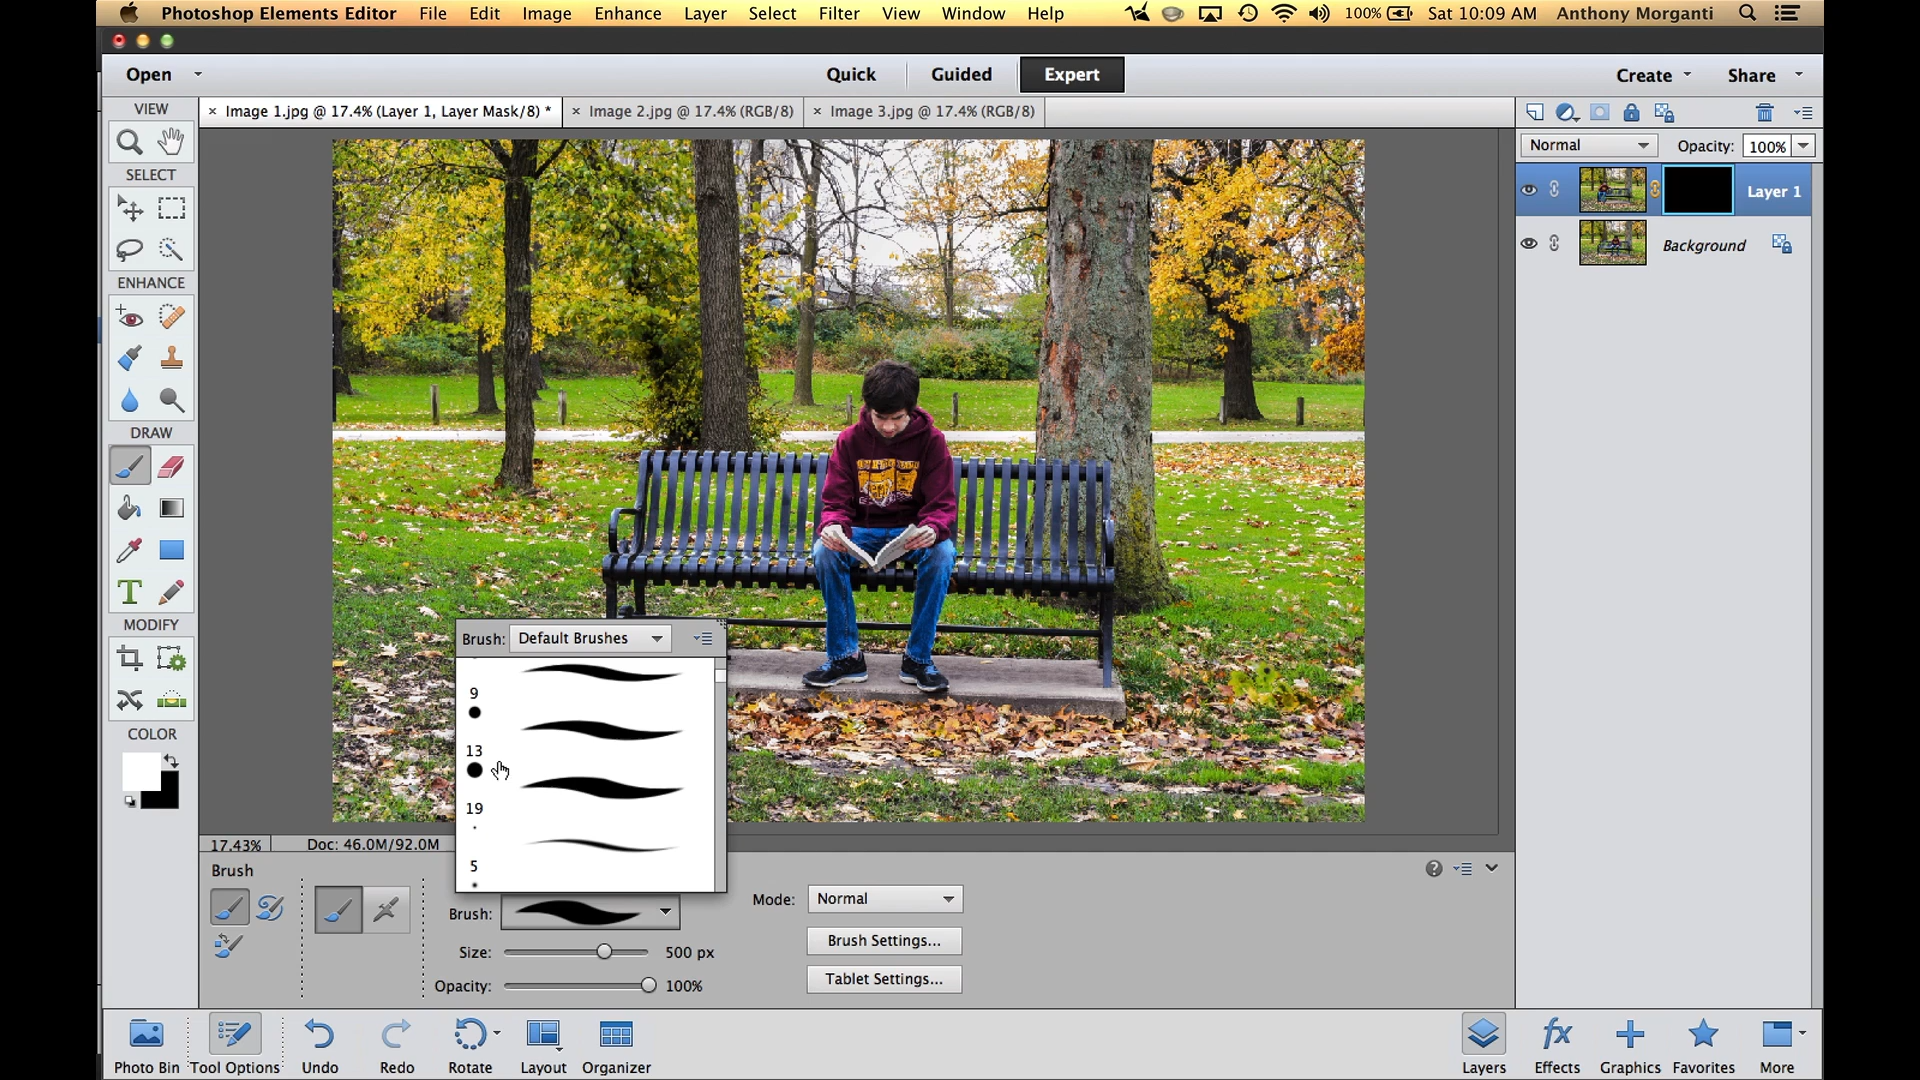 Photoshop Elements Editor File Edit Image Enhance Layer Select Filter View Window Help 100% Sat 10:09 AM Anthony Morganti
Open Quick Guided Expert Create Share
VIEW
× Image 1.jpg @ 17.4% (Layer 1, Layer Mask/8) * × Image 2.jpg @ 17.4% (RGB/8) × Image 3.jpg @ 17.4% (RGB/8)
Normal Opacity: 100%
SELECT
Layer 1
Background
ENHANCE
DRAW
T
MODIFY
COLOR
Brush: Default Brushes
9
13
19
5
17.43% Doc: 46.0M/92.0M
Brush
Brush:
Size: 500 px
Opacity: 100%
Mode: Normal
Brush Settings...
Tablet Settings...
Photo Bin Tool Options Undo Redo Rotate Layout Organizer Layers fx Effects Graphics Favorites More